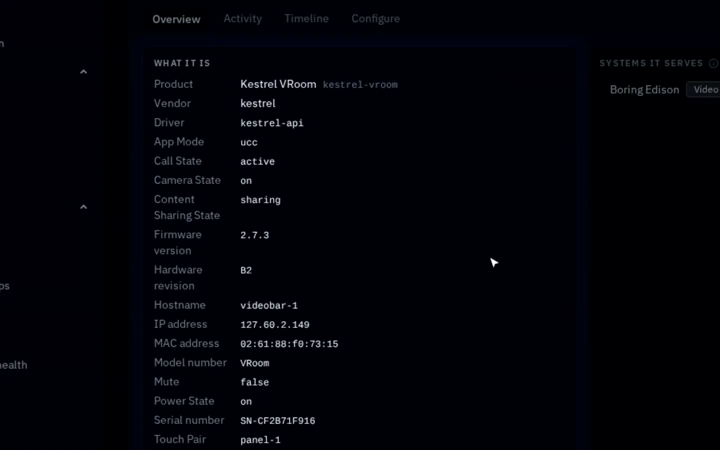 Overview Activity Timeline Configure
WHAT IT IS
Product Kestrel VRoom kestrel-vroom
Vendor kestrel
Driver kestrel-api
App Mode ucc
Call State active
Camera State on
Content Sharing State sharing
Firmware version 2.7.3
Hardware revision B2
Hostname videobar-1
IP address 127.60.2.149
MAC address 02:61:88:f0:73:15
Model number VRoom
Mute false
Power State on
Serial number SN-CF2B71F916
Touch Pair panel-1
SYSTEMS IT SERVES
Boring Edison Video